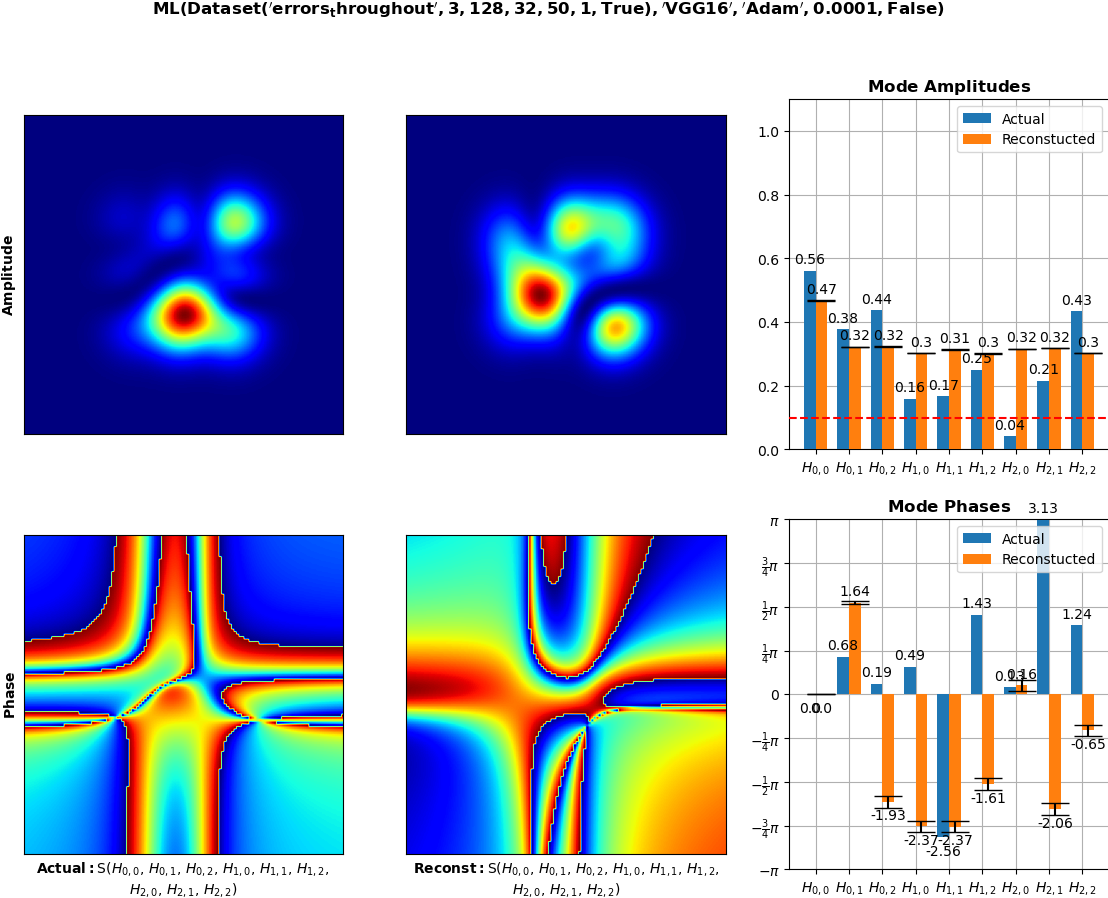 ML(Dataset('errors_throughout', 3, 128, 32, 50, 1, True), 'VGG16', 'Adam', 0.0001, False)
Amplitude
Mode Amplitudes
Actual
Reconstucted
1.0
0.8
0.6
0.4
0.2
0.0
0.56 0.47 0.38 0.32 0.44 0.32 0.16 0.3 0.17 0.31 0.25 0.3 0.04 0.32 0.21 0.32 0.43 0.3
H0,0 H0,1 H0,2 H1,0 H1,1 H1,2 H2,0 H2,1 H2,2
Phase
Mode Phases
Actual
Reconstucted
π
3/4π
1/2π
1/4π
0
−1/4π
−1/2π
−3/4π
−π
0.0 0.0 0.68 1.64 0.19 -1.93 0.49 -2.37 -2.56 -2.37 1.43 -1.61 0.13 0.16 3.13 -2.06 1.24 -0.65
H0,0 H0,1 H0,2 H1,0 H1,1 H1,2 H2,0 H2,1 H2,2
Actual: S(H0,0, H0,1, H0,2, H1,0, H1,1, H1,2,
H2,0, H2,1, H2,2)
Reconst: S(H0,0, H0,1, H0,2, H1,0, H1,1, H1,2,
H2,0, H2,1, H2,2)